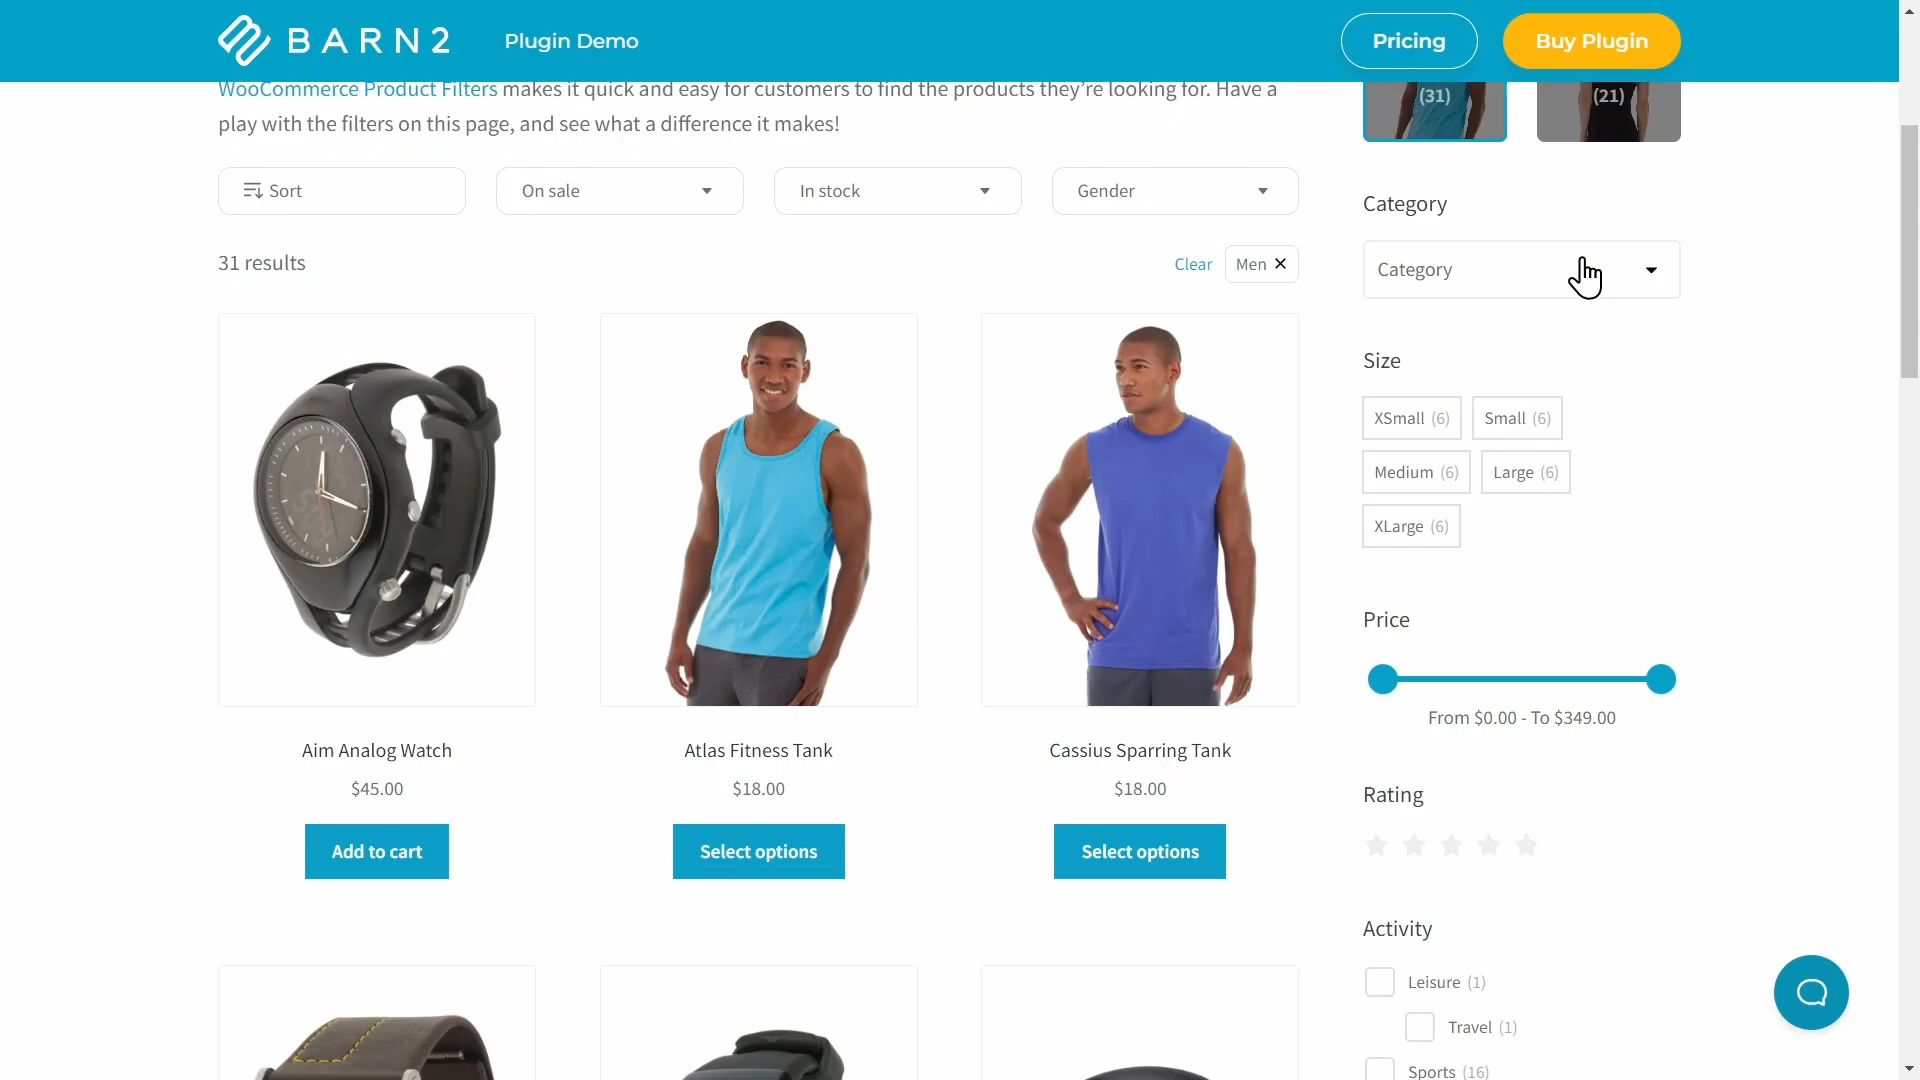 BARN2
Plugin Demo
Pricing
Buy Plugin
WooCommerce Product Filters makes it quick and easy for customers to find the products they're looking for. Have a
play with the filters on this page, and see what a difference it makes!
(31)
(21)
Sort
On sale
In stock
Gender
31 results
Clear
Men ✕
Aim Analog Watch
$45.00
Add to cart
Atlas Fitness Tank
$18.00
Select options
Cassius Sparring Tank
$18.00
Select options
Category
Category
Size
XSmall (6)
Small (6)
Medium (6)
Large (6)
XLarge (6)
Price
From $0.00 - To $349.00
Rating
Activity
Leisure (1)
Travel (1)
Sports (16)